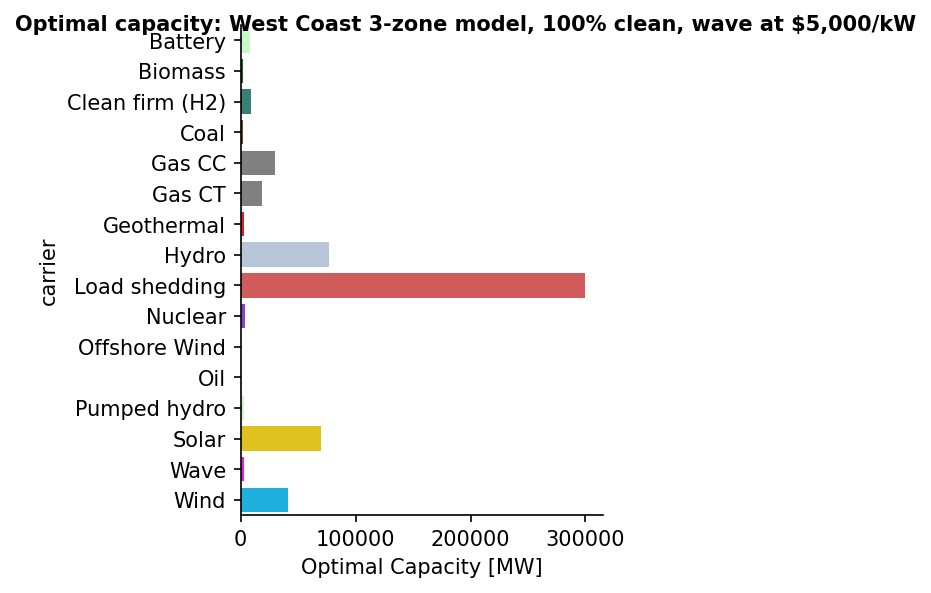 Optimal capacity: West Coast 3-zone model, 100% clean, wave at $5,000/kW
Battery
Biomass
Clean firm (H2)
Coal
Gas CC
Gas CT
Geothermal
Hydro
Load shedding
Nuclear
Offshore Wind
Oil
Pumped hydro
Solar
Wave
Wind
carrier
0 100000 200000 300000
Optimal Capacity [MW]